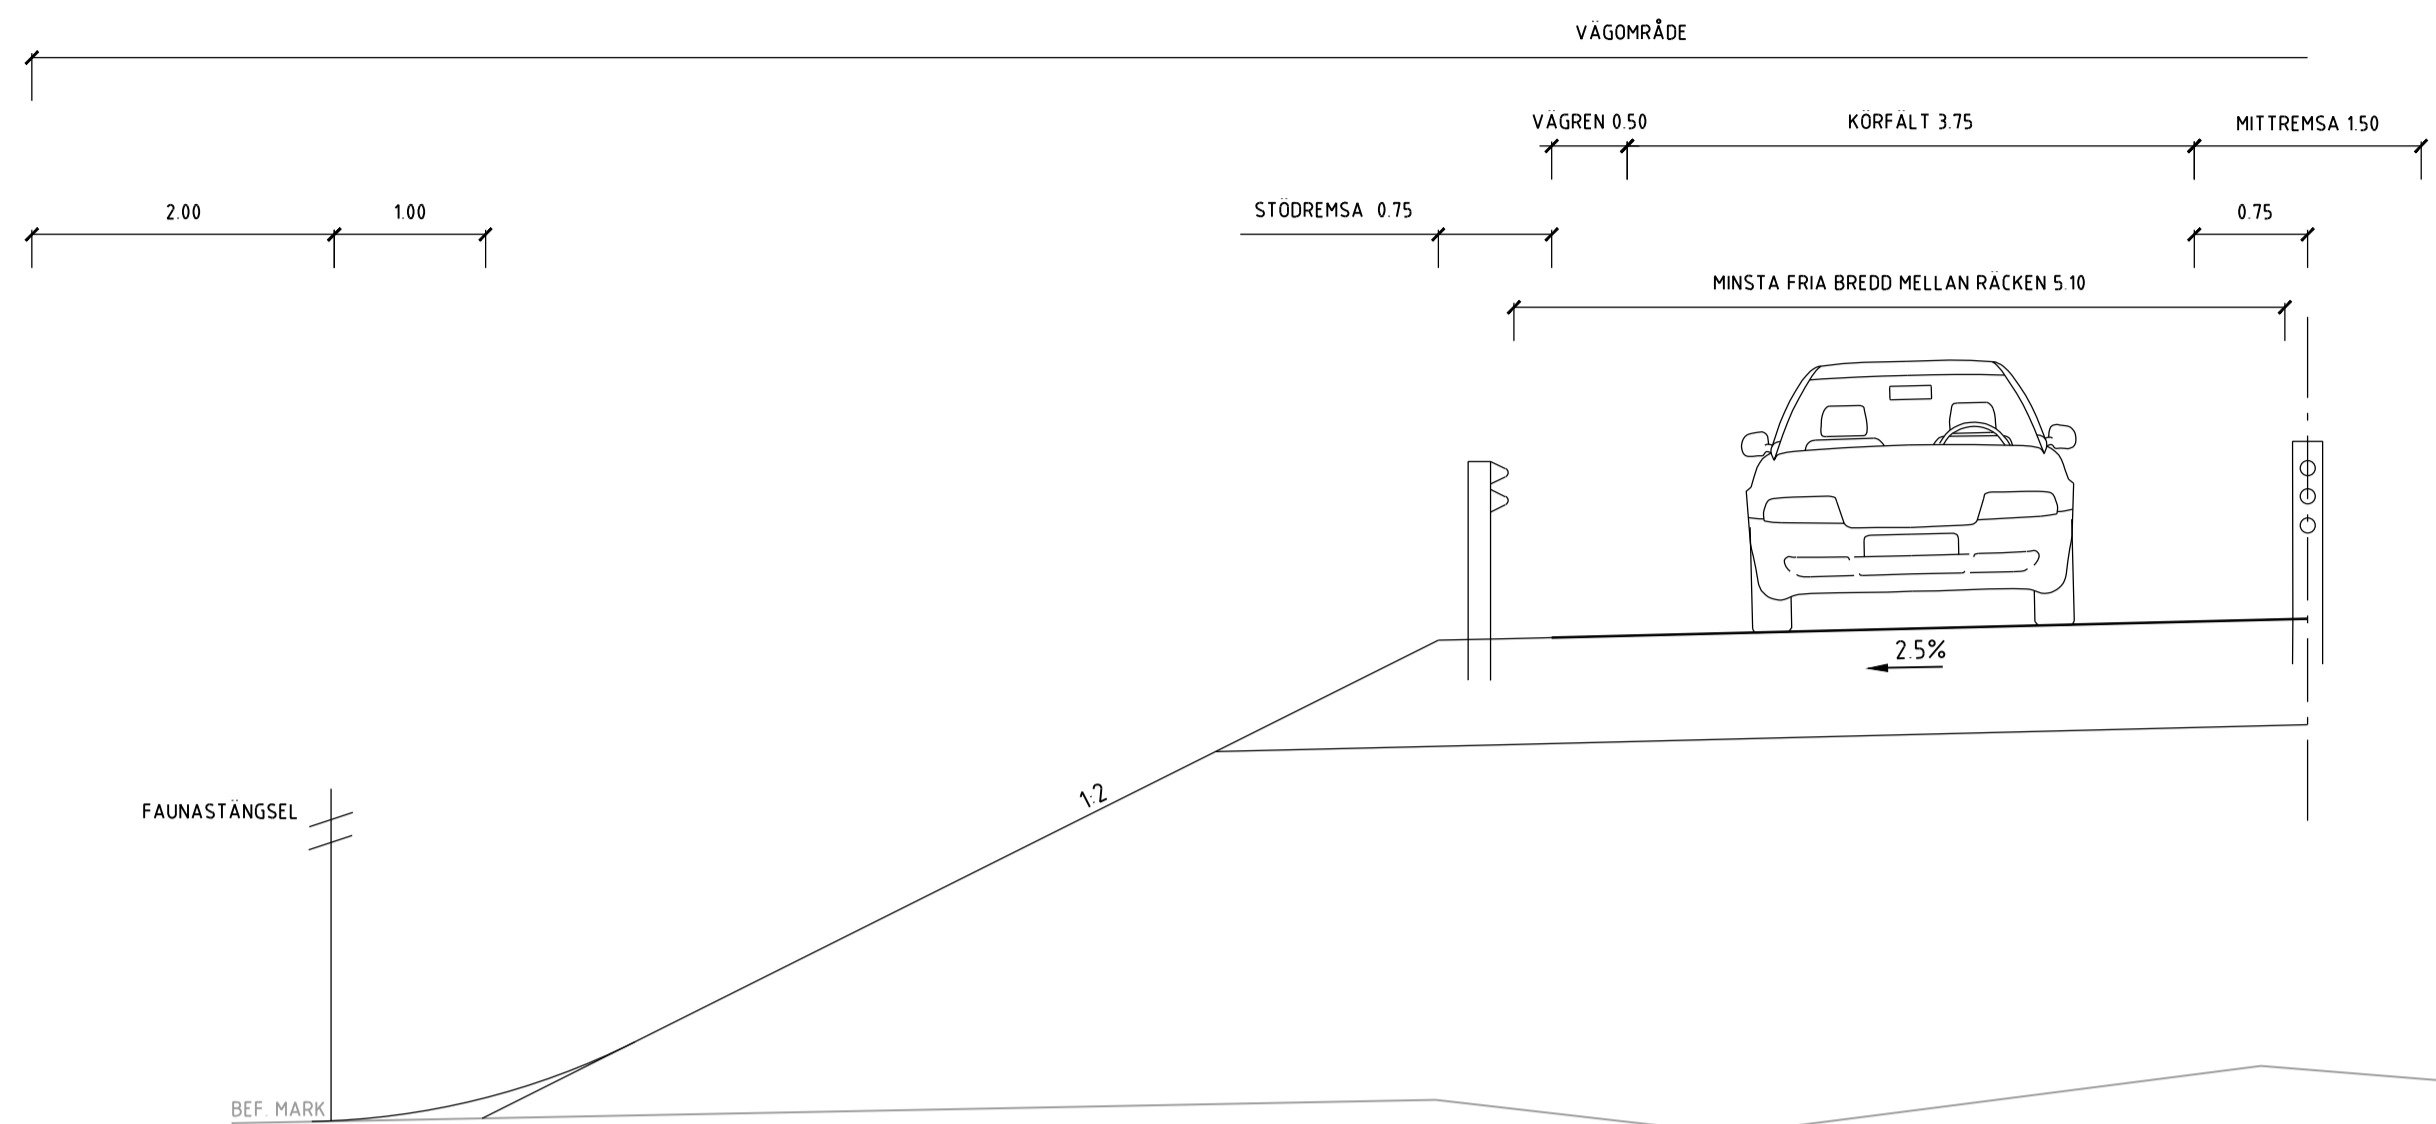 VÄGOMRÅDE
VÄGREN 0.50
KÖRFÄLT 3.75
MITTREMSA 1.50
2.00
1.00
STÖDREMSA 0.75
0.75
MINSTA FRIA BREDD MELLAN RÄCKEN 5.10
2.5%
1:2
FAUNASTÄNGSEL
BEF. MARK